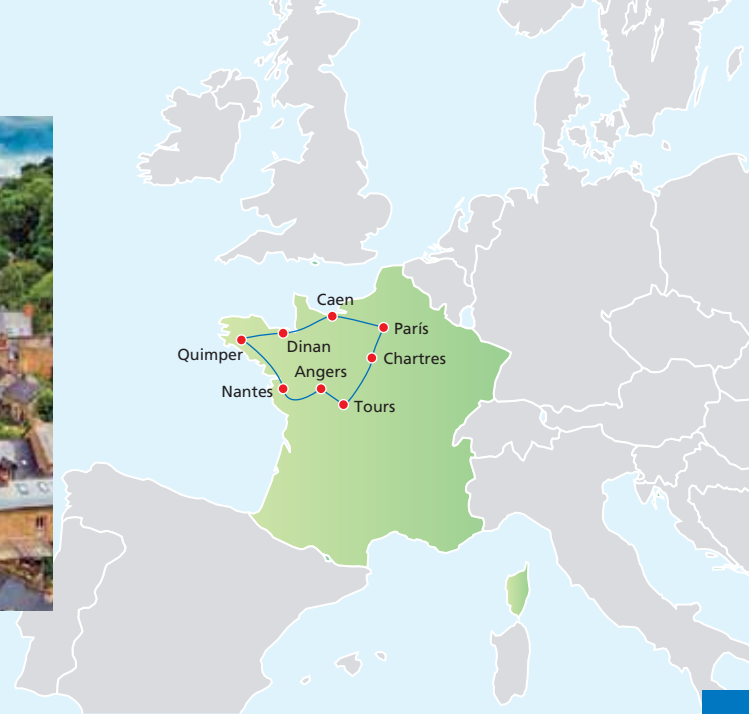 Caen
París
Dinan
Quimper
Chartres
Angers
Nantes
Tours